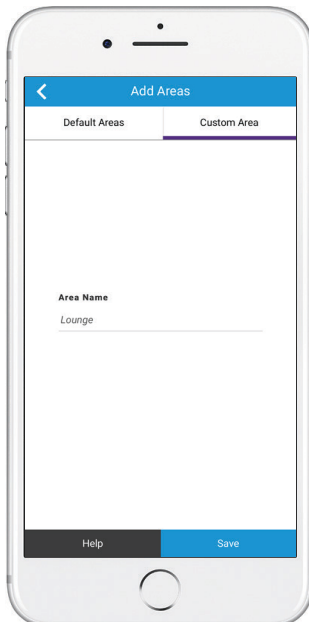 Add Areas
Default Areas Custom Area
Area Name
Lounge
Help Save